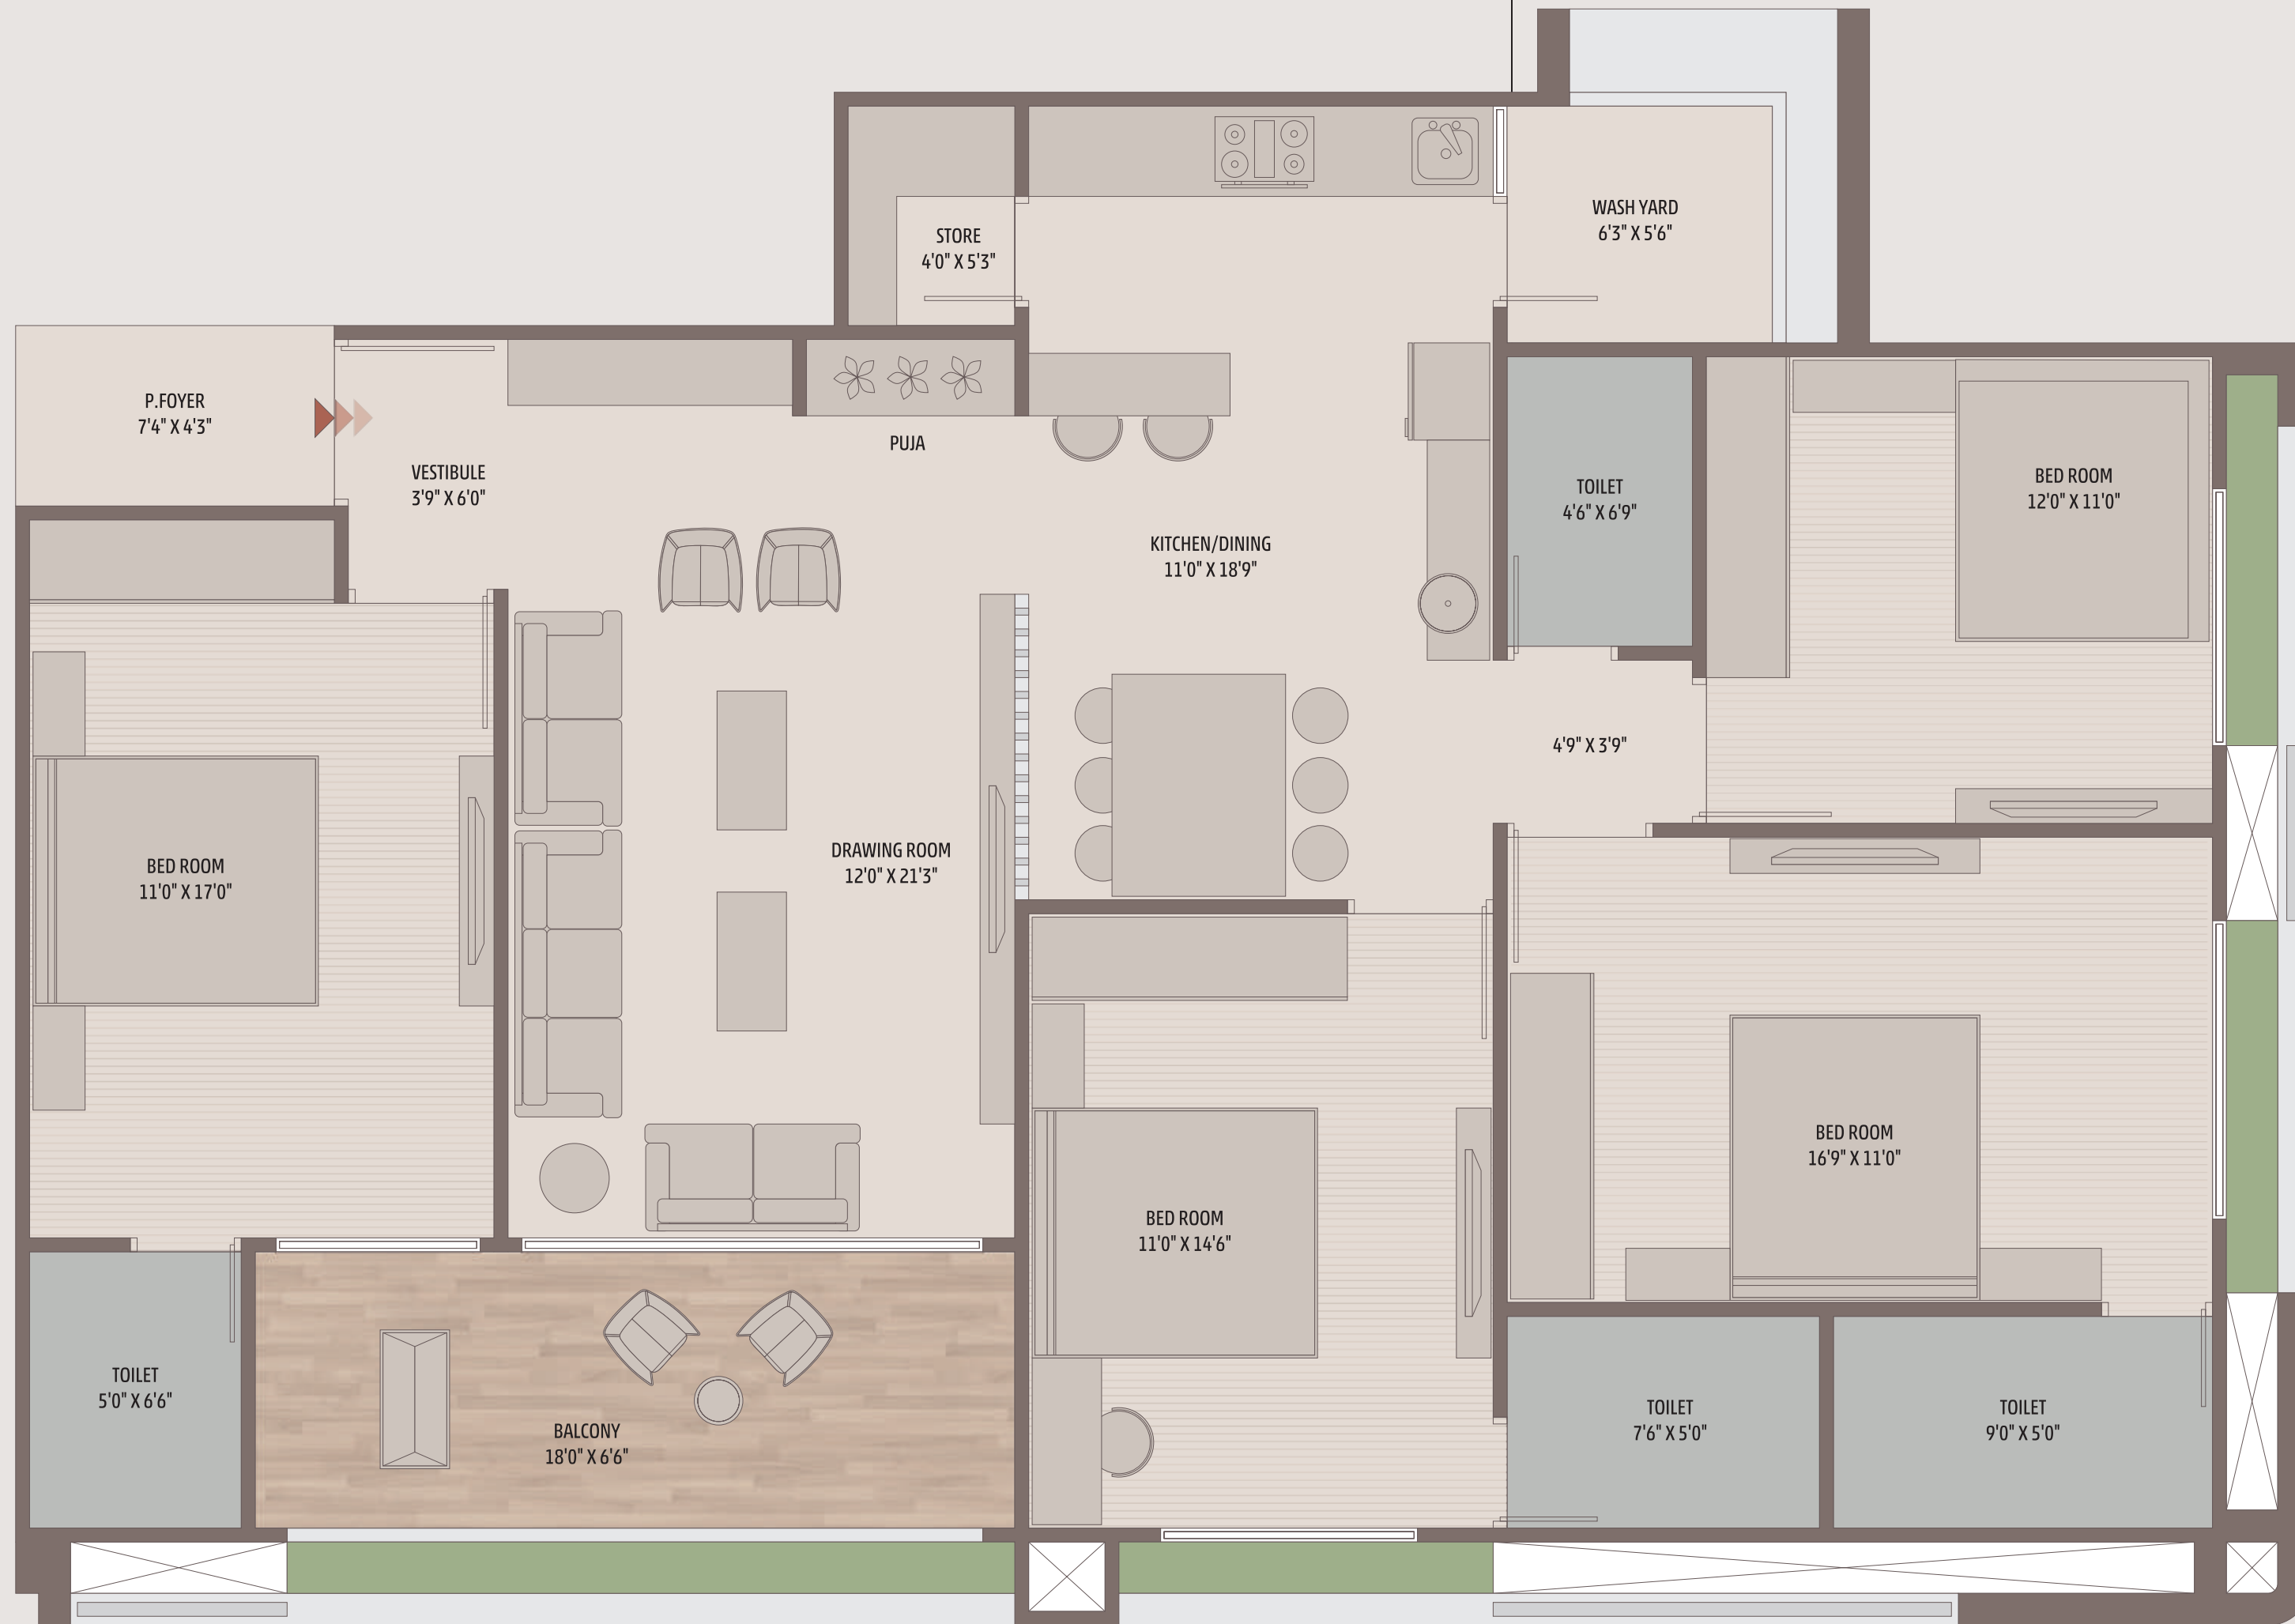 WASH YARD
6'3" X 5'6"
STORE
4'0" X 5'3"
P.FOYER
7'4" X 4'3"
PUJA
VESTIBULE
3'9" X 6'0"
TOILET
4'6" X 6'9"
BED ROOM
12'0" X 11'0"
KITCHEN/DINING
11'0" X 18'9"
4'9" X 3'9"
BED ROOM
11'0" X 17'0"
DRAWING ROOM
12'0" X 21'3"
BED ROOM
16'9" X 11'0"
BED ROOM
11'0" X 14'6"
TOILET
5'0" X 6'6"
BALCONY
18'0" X 6'6"
TOILET
7'6" X 5'0"
TOILET
9'0" X 5'0"